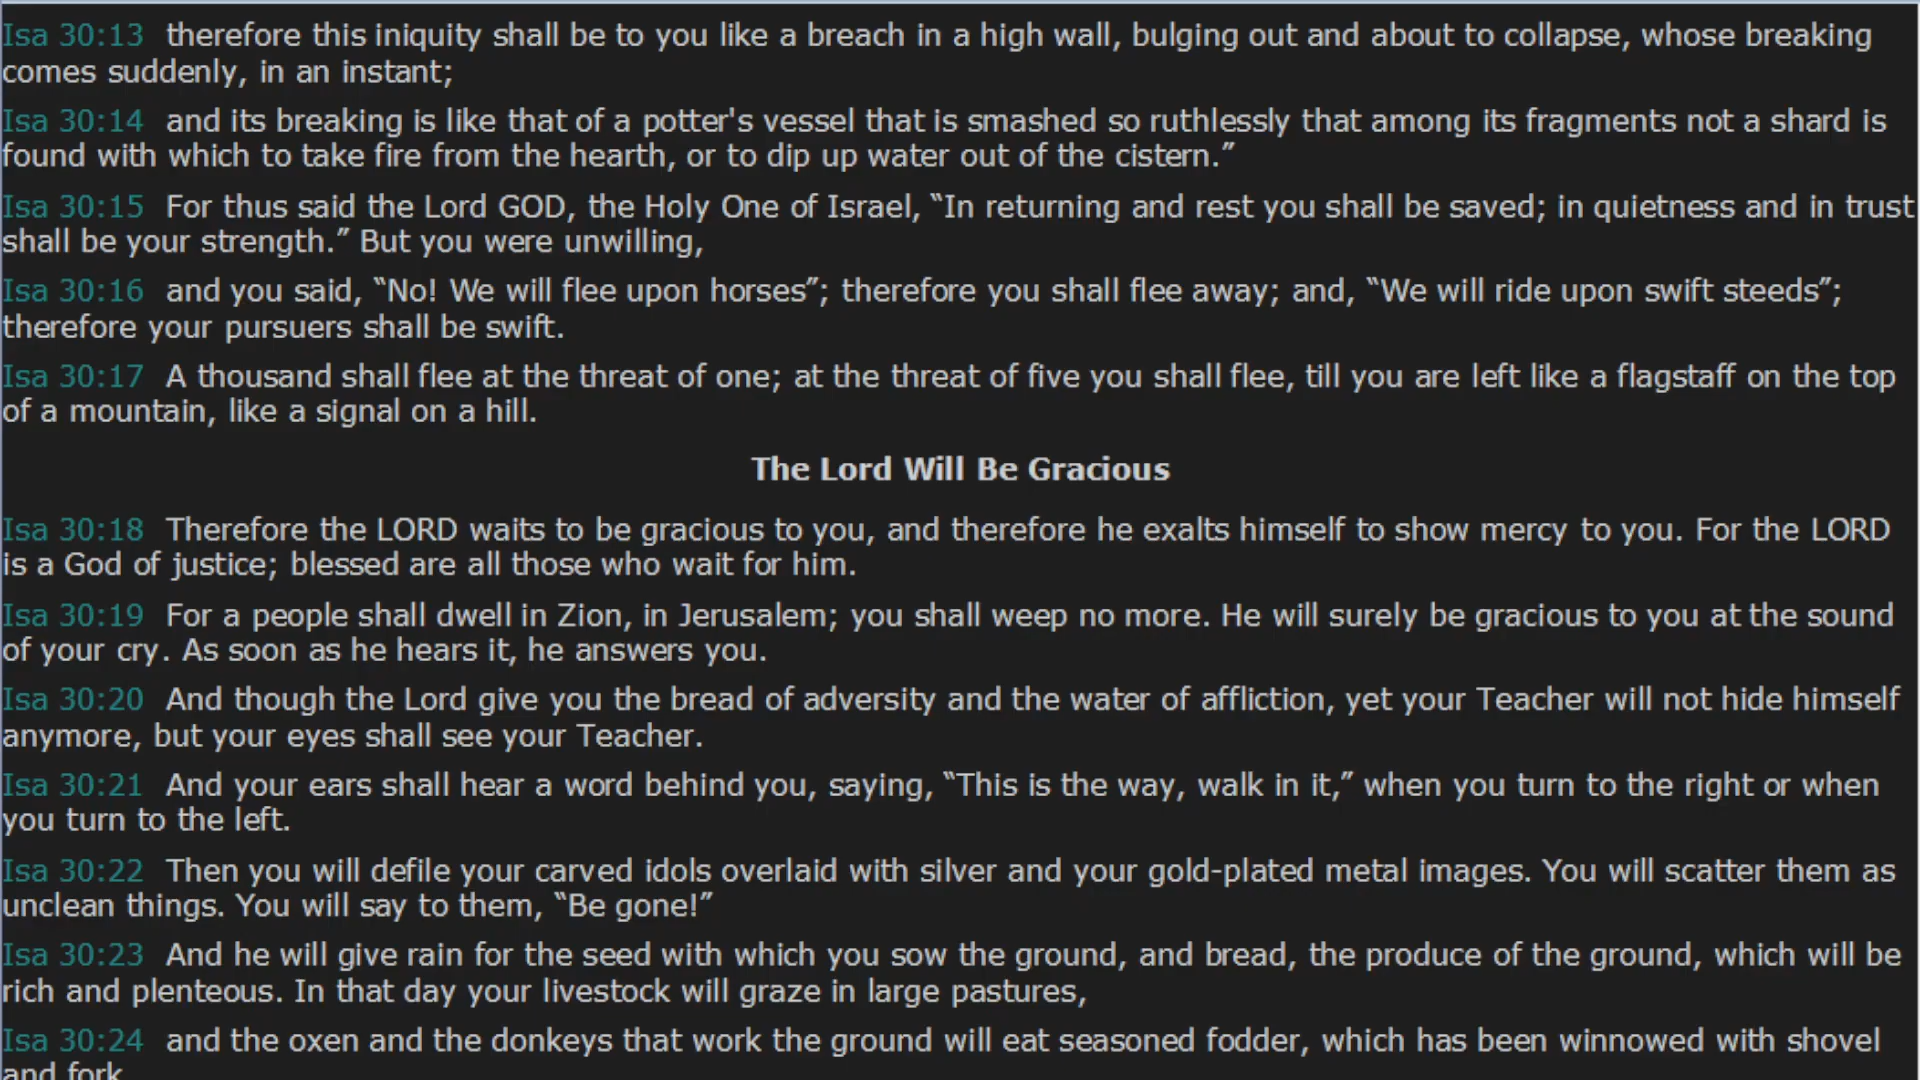 Isa 30:13 therefore this iniquity shall be to you like a breach in a high wall, bulging out and about to collapse, whose breaking
comes suddenly, in an instant;
Isa 30:14 and its breaking is like that of a potter's vessel that is smashed so ruthlessly that among its fragments not a shard is
found with which to take fire from the hearth, or to dip up water out of the cistern.”
Isa 30:15 For thus said the Lord GOD, the Holy One of Israel, “In returning and rest you shall be saved; in quietness and in trust
shall be your strength.” But you were unwilling,
Isa 30:16 and you said, “No! We will flee upon horses”; therefore you shall flee away; and, “We will ride upon swift steeds”;
therefore your pursuers shall be swift.
Isa 30:17 A thousand shall flee at the threat of one; at the threat of five you shall flee, till you are left like a flagstaff on the top
of a mountain, like a signal on a hill.
The Lord Will Be Gracious
Isa 30:18 Therefore the LORD waits to be gracious to you, and therefore he exalts himself to show mercy to you. For the LORD
is a God of justice; blessed are all those who wait for him.
Isa 30:19 For a people shall dwell in Zion, in Jerusalem; you shall weep no more. He will surely be gracious to you at the sound
of your cry. As soon as he hears it, he answers you.
Isa 30:20 And though the Lord give you the bread of adversity and the water of affliction, yet your Teacher will not hide himself
anymore, but your eyes shall see your Teacher.
Isa 30:21 And your ears shall hear a word behind you, saying, “This is the way, walk in it,” when you turn to the right or when
you turn to the left.
Isa 30:22 Then you will defile your carved idols overlaid with silver and your gold-plated metal images. You will scatter them as
unclean things. You will say to them, “Be gone!”
Isa 30:23 And he will give rain for the seed with which you sow the ground, and bread, the produce of the ground, which will be
rich and plenteous. In that day your livestock will graze in large pastures,
Isa 30:24 and the oxen and the donkeys that work the ground will eat seasoned fodder, which has been winnowed with shovel
and fork.